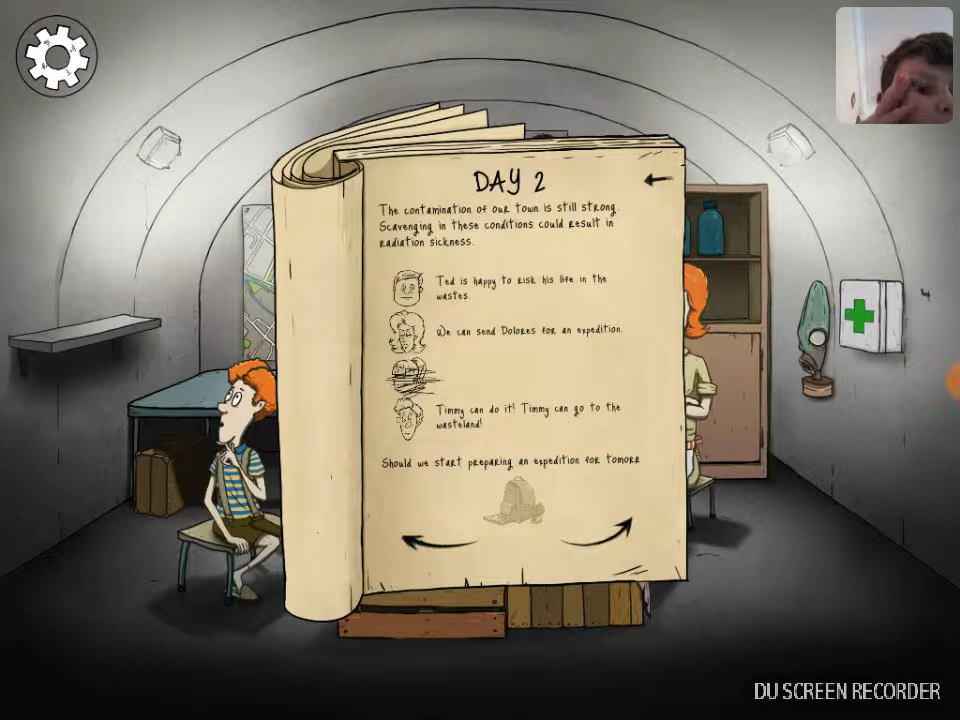 DAY 2
The contamination of our town is still strong.
Scavenging in these conditions could result in
radiation sickness.
Ted is happy to risk his life in the
wastes.
We can send Dolores for an expedition.
Timmy can do it! Timmy can go to the
wasteland!
Should we start preparing an expedition for tomorr
DU SCREEN RECORDER